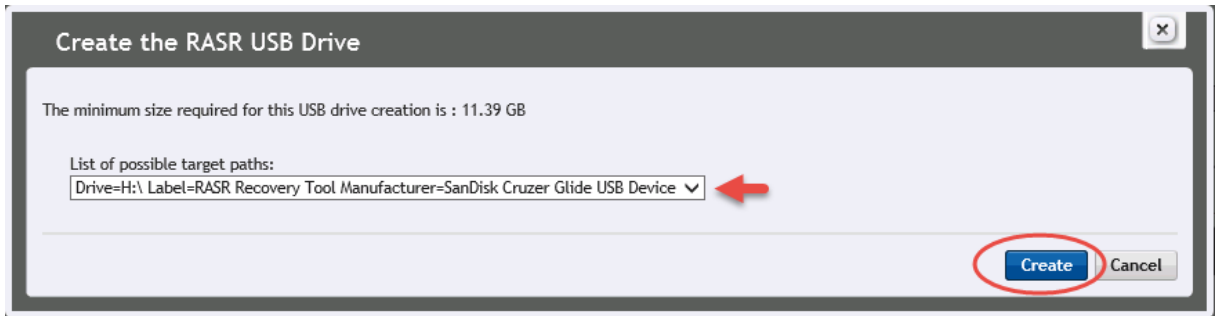 Create the RASR USB Drive
The minimum size required for this USB drive creation is : 11.39 GB
List of possible target paths:
Drive=H:\ Label=RASR Recovery Tool Manufacturer=SanDisk Cruzer Glide USB Device
Create Cancel